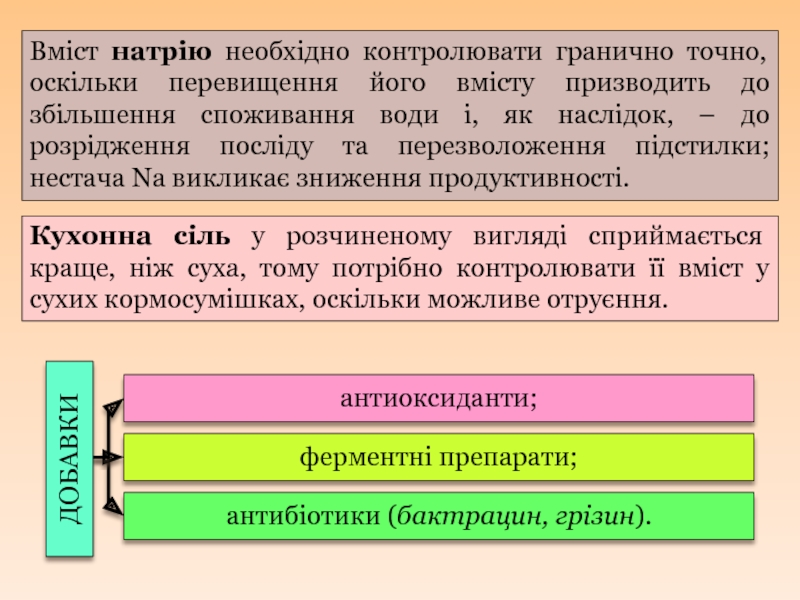 Вміст натрію необхідно контролювати гранично точно,
оскільки перевищення його вмісту призводить до
збільшення споживання води і, як наслідок, – до
розрідження посліду та перезволоження підстилки;
нестача Na викликає зниження продуктивності.
Кухонна сіль у розчиненому вигляді сприймається
краще, ніж суха, тому потрібно контролювати її вміст у
сухих кормосумішках, оскільки можливе отруєння.
ДОБАВКИ
антиоксиданти;
ферментні препарати;
антибіотики (бактрацин, грізин).